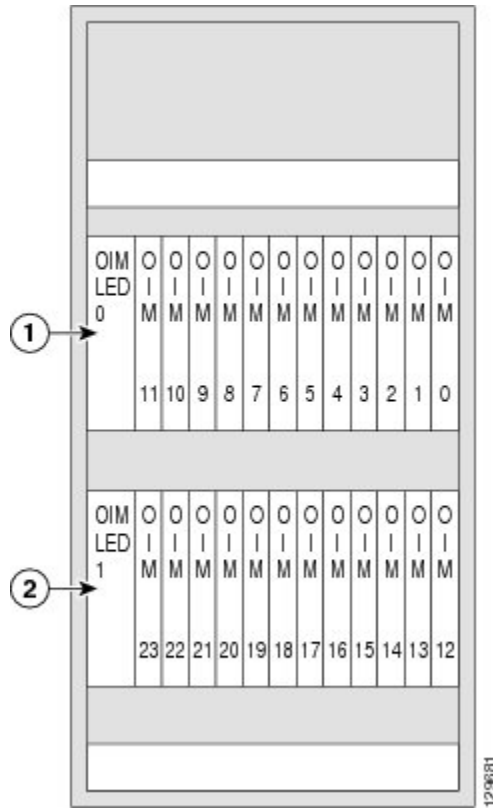 OIM LED 0
O I M 11
O I M 10
O I M 9
O I M 8
O I M 7
O I M 6
O I M 5
O I M 4
O I M 3
O I M 2
O I M 1
O I M 0
1
OIM LED 1
O I M 23
O I M 22
O I M 21
O I M 20
O I M 19
O I M 18
O I M 17
O I M 16
O I M 15
O I M 14
O I M 13
O I M 12
2
129681